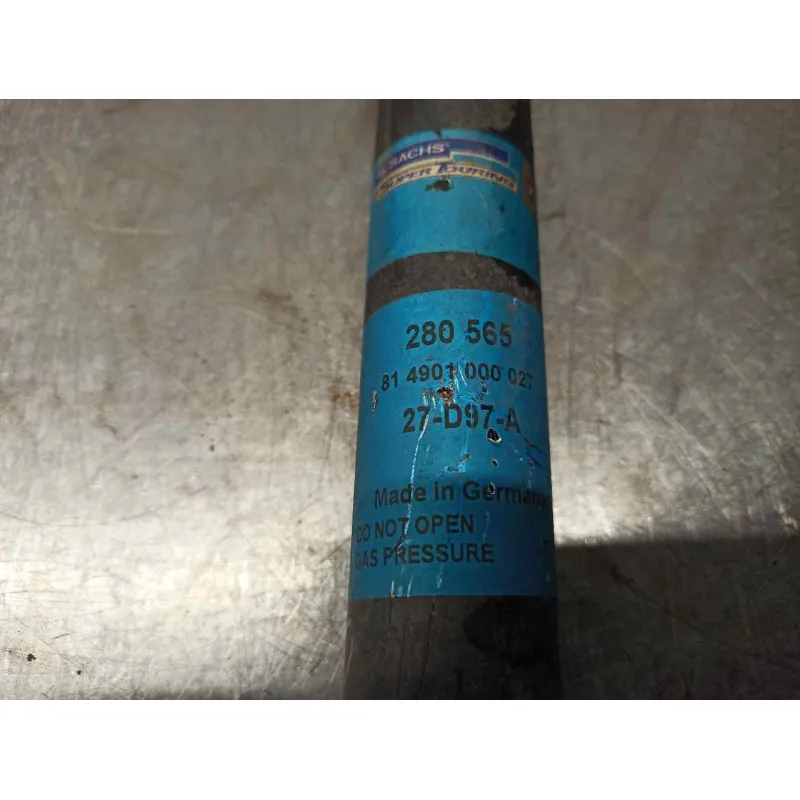 SACHS
SUPER TOURING
280 565
81 4901 000 027
27-D97-A
Made in Germany
DO NOT OPEN
GAS PRESSURE